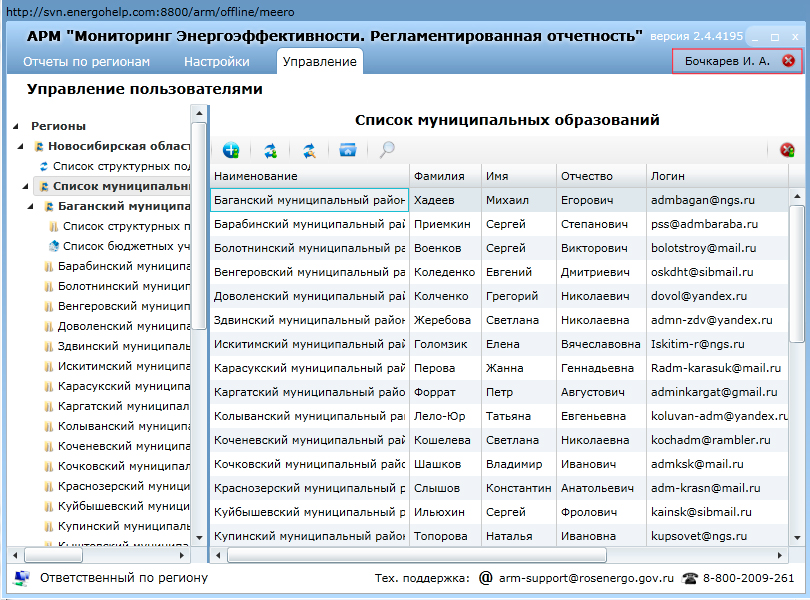 http://svn.energohelp.com:8800/arm/offline/meero
АРМ "Мониторинг Энергоэффективности. Регламентированная отчетность" версия 2.4.4195
Отчеты по регионам Настройки Управление Бочкарев И. А.
Управление пользователями
Регионы
Новосибирская област
Список структурных под
Список муниципальн
Баганский муниципа
Список структурных п
Список бюджетных уч
Барабинский муниципа
Болотнинский муницип
Венгеровский муницип
Доволенский муниципа
Здвинский муниципаль
Искитимский муниципа
Карасукский муниципа
Каргатский муниципал
Колыванский муниципа
Коченевский муниципа
Кочковский муниципал
Краснозерский муници
Куйбышевский муници
Купинский муниципаль
Кыштовский муниципа
Список муниципальных образований
Наименование Фамилия Имя Отчество Логин
Баганский муниципальный район Хадеев Михаил Егорович admbagan@ngs.ru
Барабинский муниципальный рай Приемкин Сергей Степанович pss@admbaraba.ru
Болотнинский муниципальный ра Военков Сергей Викторович bolotstroy@mail.ru
Венгеровский муниципальный ра Коледенко Евгений Дмитриевич oskdht@sibmail.ru
Доволенский муниципальный рай Колченко Грегорий Николаевич dovol@yandex.ru
Здвинский муниципальный район Жеребова Светлана Николаевна admn-zdv@yandex.ru
Искитимский муниципальный рай Голомзик Елена Вячеславовна Iskitim-r@ngs.ru
Карасукский муниципальный рай Перова Жанна Геннадьевна Radm-karasuk@mail.ru
Каргатский муниципальный райо Форрат Петр Августович adminkargat@gmail.ru
Колыванский муниципальный рай Лело-Юр Татьяна Евгеньевна koluvan-adm@yandex.ru
Коченевский муниципальный рай Кошелева Светлана Николаевна kochadm@rambler.ru
Кочковский муниципальный райо Шашков Владимир Иванович admksk@mail.ru
Краснозерский муниципальный р Слышов Константин Анатольевич adm-krasn@mail.ru
Куйбышевский муниципальный р Ильюхин Сергей Фролович kainsk@sibmail.ru
Купинский муниципальный район Топорова Наталья Ивановна kupsovet@ngs.ru
Ответственный по региону Тех. поддержка: @ arm-support@rosenergo.gov.ru 8-800-2009-261